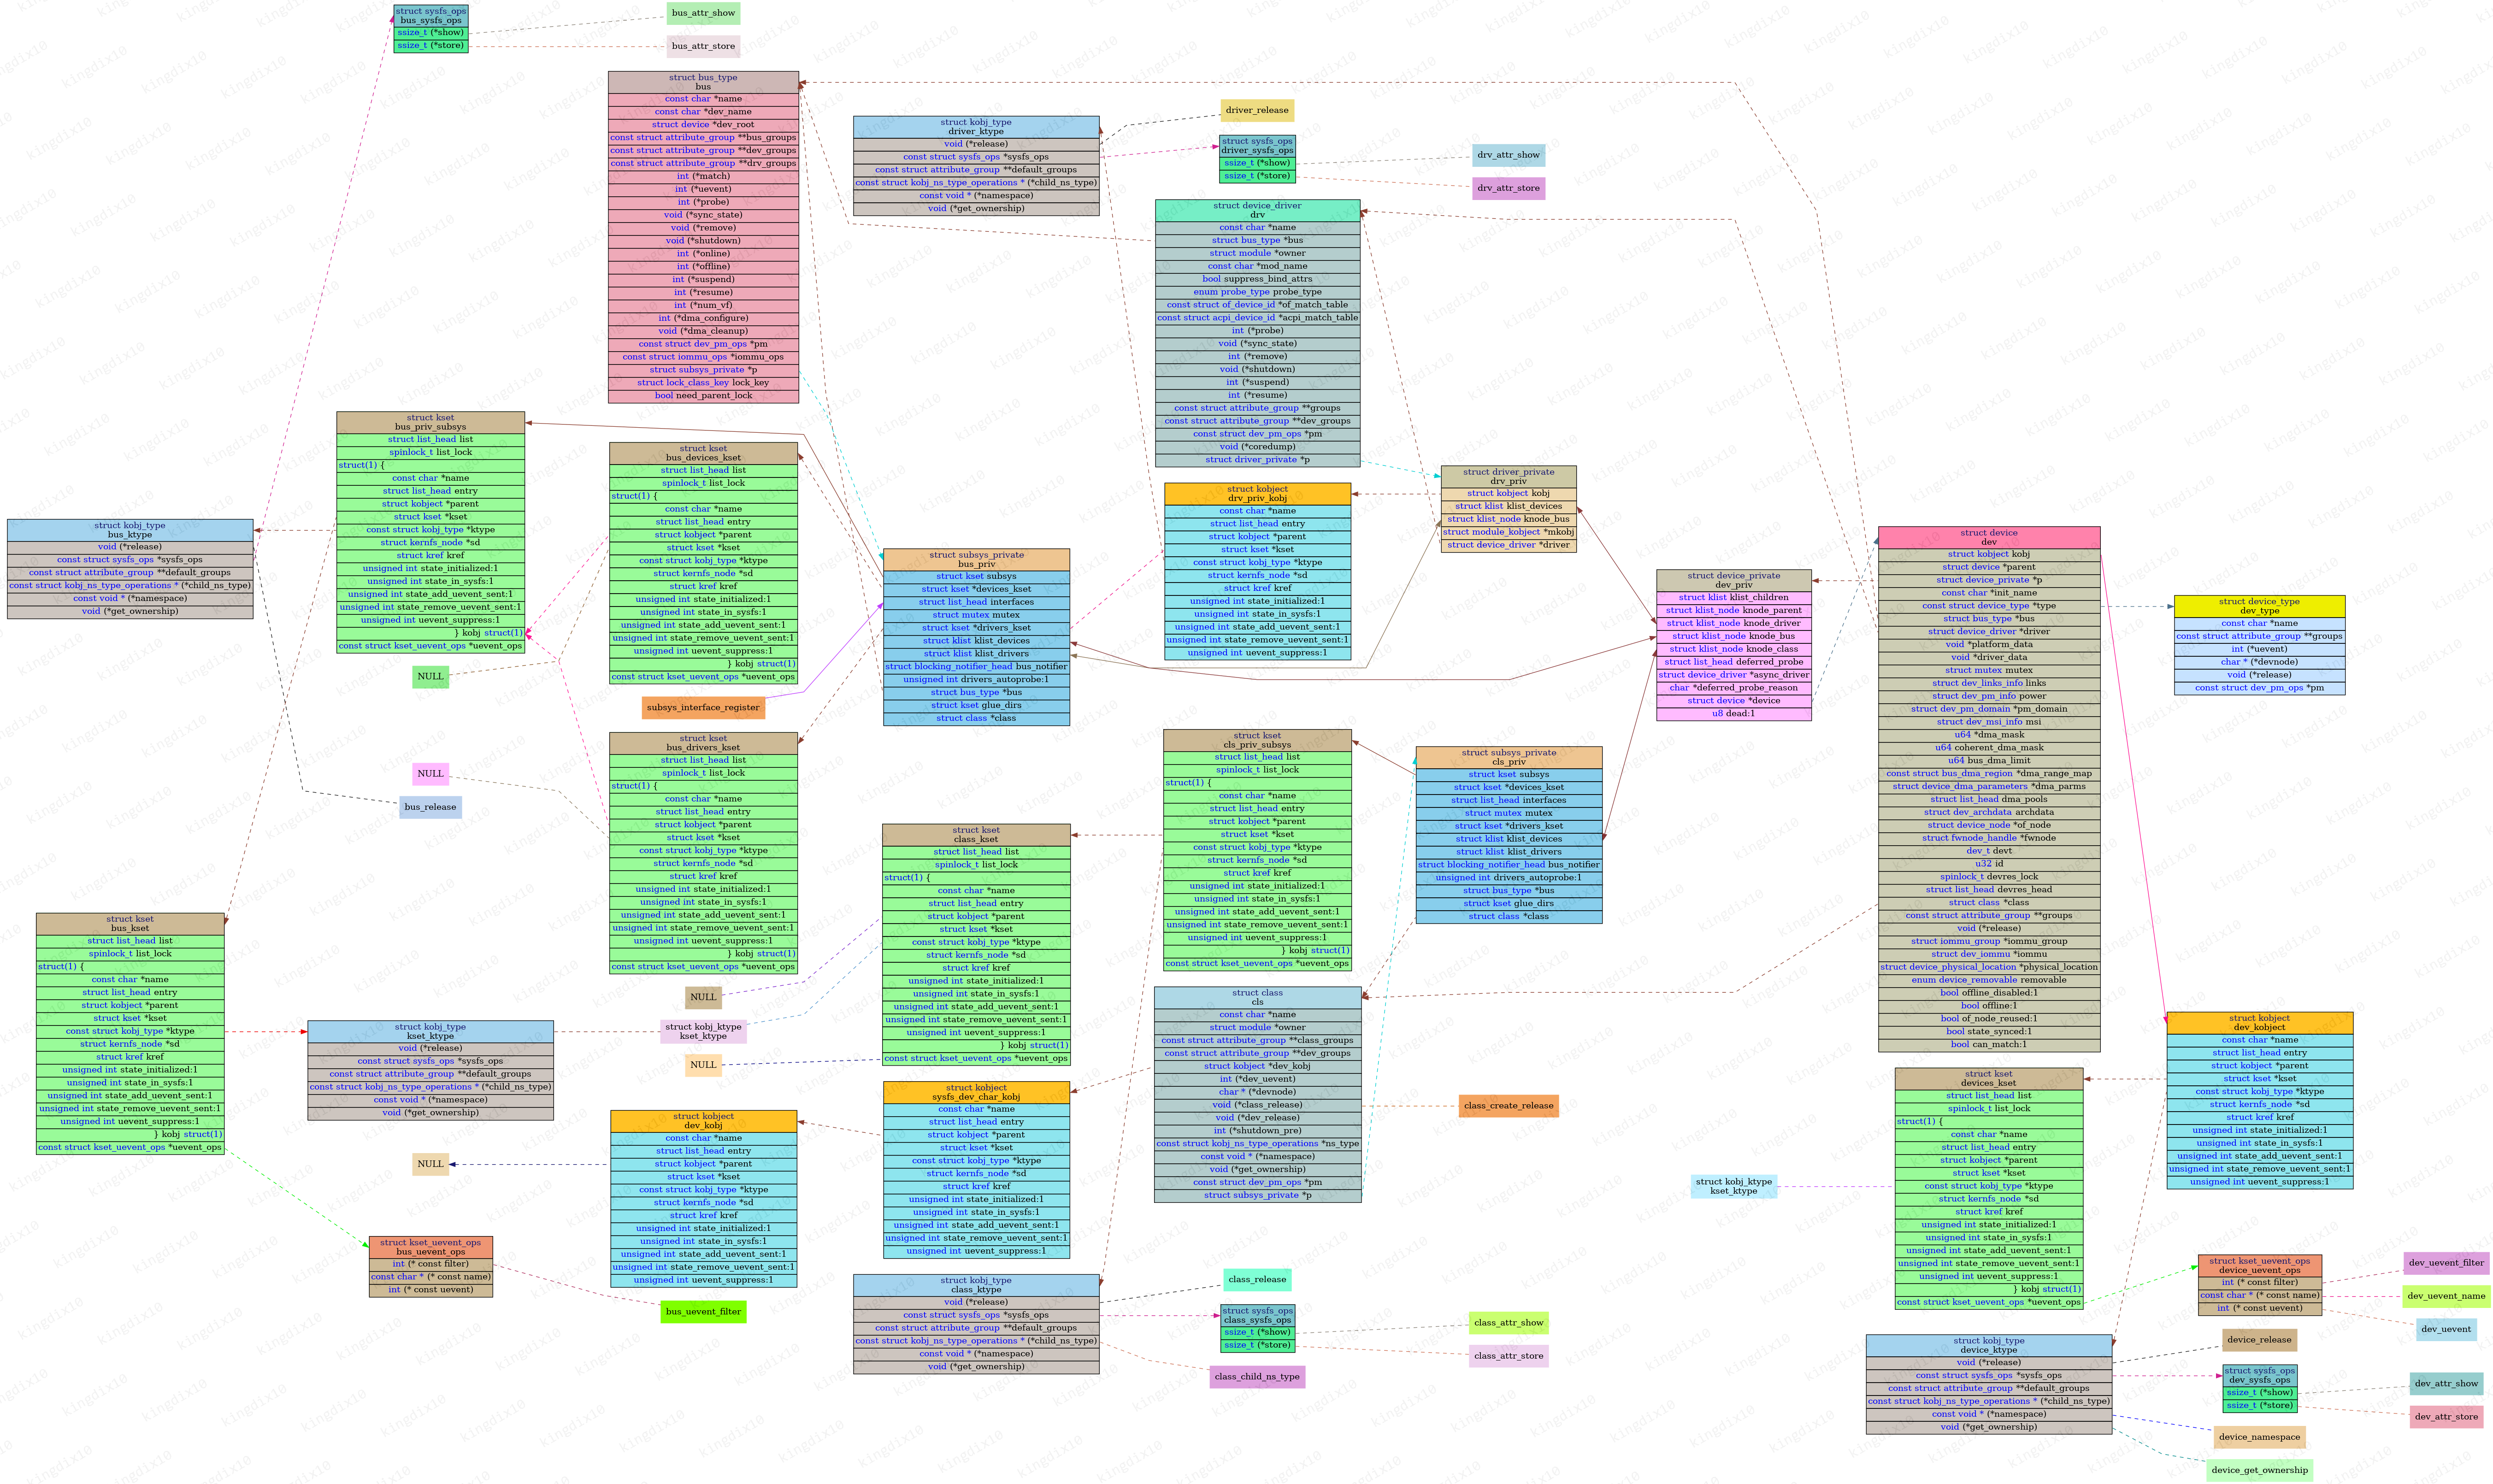 struct sysfs_ops
bus_sysfs_ops
ssize_t (*show)
ssize_t (*store)
bus_attr_show
bus_attr_store
struct bus_type
bus
const char *name
const char *dev_name
struct device *dev_root
const struct attribute_group **bus_groups
const struct attribute_group **dev_groups
const struct attribute_group **drv_groups
int (*match)
int (*uevent)
int (*probe)
void (*sync_state)
void (*remove)
void (*shutdown)
int (*online)
int (*offline)
int (*suspend)
int (*resume)
int (*num_vf)
int (*dma_configure)
void (*dma_cleanup)
const struct dev_pm_ops *pm
const struct iommu_ops *iommu_ops
struct subsys_private *p
struct lock_class_key lock_key
bool need_parent_lock
struct kobj_type
driver_ktype
void (*release)
const struct sysfs_ops *sysfs_ops
const struct attribute_group **default_groups
const struct kobj_ns_type_operations * (*child_ns_type)
const void * (*namespace)
void (*get_ownership)
driver_release
struct sysfs_ops
driver_sysfs_ops
ssize_t (*show)
ssize_t (*store)
drv_attr_show
drv_attr_store
struct device_driver
drv
const char *name
struct bus_type *bus
struct module *owner
const char *mod_name
bool suppress_bind_attrs
enum probe_type probe_type
const struct of_device_id *of_match_table
const struct acpi_device_id *acpi_match_table
int (*probe)
void (*sync_state)
int (*remove)
void (*shutdown)
int (*suspend)
int (*resume)
const struct attribute_group **groups
const struct attribute_group **dev_groups
const struct dev_pm_ops *pm
void (*coredump)
struct driver_private *p
struct kobj_type
bus_ktype
void (*release)
const struct sysfs_ops *sysfs_ops
const struct attribute_group **default_groups
const struct kobj_ns_type_operations * (*child_ns_type)
const void * (*namespace)
void (*get_ownership)
struct kset
bus_priv_subsys
struct list_head list
spinlock_t list_lock
struct(1) {
const char *name
struct list_head entry
struct kobject *parent
struct kset *kset
const struct kobj_type *ktype
struct kernfs_node *sd
struct kref kref
unsigned int state_initialized:1
unsigned int state_in_sysfs:1
unsigned int state_add_uevent_sent:1
unsigned int state_remove_uevent_sent:1
unsigned int uevent_suppress:1
} kobj struct(1)
const struct kset_uevent_ops *uevent_ops
NULL
NULL
bus_release
struct kset
bus_devices_kset
struct list_head list
spinlock_t list_lock
struct(1) {
const char *name
struct list_head entry
struct kobject *parent
struct kset *kset
const struct kobj_type *ktype
struct kernfs_node *sd
struct kref kref
unsigned int state_initialized:1
unsigned int state_in_sysfs:1
unsigned int state_add_uevent_sent:1
unsigned int state_remove_uevent_sent:1
unsigned int uevent_suppress:1
} kobj struct(1)
const struct kset_uevent_ops *uevent_ops
subsys_interface_register
struct kset
bus_drivers_kset
struct list_head list
spinlock_t list_lock
struct(1) {
const char *name
struct list_head entry
struct kobject *parent
struct kset *kset
const struct kobj_type *ktype
struct kernfs_node *sd
struct kref kref
unsigned int state_initialized:1
unsigned int state_in_sysfs:1
unsigned int state_add_uevent_sent:1
unsigned int state_remove_uevent_sent:1
unsigned int uevent_suppress:1
} kobj struct(1)
const struct kset_uevent_ops *uevent_ops
struct subsys_private
bus_priv
struct kset subsys
struct kset *devices_kset
struct list_head interfaces
struct mutex mutex
struct kset *drivers_kset
struct klist klist_devices
struct klist klist_drivers
struct blocking_notifier_head bus_notifier
unsigned int drivers_autoprobe:1
struct bus_type *bus
struct kset glue_dirs
struct class *class
struct kobject
drv_priv_kobj
const char *name
struct list_head entry
struct kobject *parent
struct kset *kset
const struct kobj_type *ktype
struct kernfs_node *sd
struct kref kref
unsigned int state_initialized:1
unsigned int state_in_sysfs:1
unsigned int state_add_uevent_sent:1
unsigned int state_remove_uevent_sent:1
unsigned int uevent_suppress:1
struct driver_private
drv_priv
struct kobject kobj
struct klist klist_devices
struct klist_node knode_bus
struct module_kobject *mkobj
struct device_driver *driver
struct device_private
dev_priv
struct klist klist_children
struct klist_node knode_parent
struct klist_node knode_driver
struct klist_node knode_bus
struct klist_node knode_class
struct list_head deferred_probe
struct device_driver *async_driver
char *deferred_probe_reason
struct device *device
u8 dead:1
struct device
dev
struct kobject kobj
struct device *parent
struct device_private *p
const char *init_name
const struct device_type *type
struct bus_type *bus
struct device_driver *driver
void *platform_data
void *driver_data
struct mutex mutex
struct dev_links_info links
struct dev_pm_info power
struct dev_pm_domain *pm_domain
struct dev_msi_info msi
u64 *dma_mask
u64 coherent_dma_mask
u64 bus_dma_limit
const struct bus_dma_region *dma_range_map
struct device_dma_parameters *dma_parms
struct list_head dma_pools
struct dev_archdata archdata
struct device_node *of_node
struct fwnode_handle *fwnode
dev_t devt
u32 id
spinlock_t devres_lock
struct list_head devres_head
struct class *class
const struct attribute_group **groups
void (*release)
struct iommu_group *iommu_group
struct dev_iommu *iommu
struct device_physical_location *physical_location
enum device_removable removable
bool offline_disabled:1
bool offline:1
bool of_node_reused:1
bool state_synced:1
bool can_match:1
struct device_type
dev_type
const char *name
const struct attribute_group **groups
int (*uevent)
char * (*devnode)
void (*release)
const struct dev_pm_ops *pm
struct kset
bus_kset
struct list_head list
spinlock_t list_lock
struct(1) {
const char *name
struct list_head entry
struct kobject *parent
struct kset *kset
const struct kobj_type *ktype
struct kernfs_node *sd
struct kref kref
unsigned int state_initialized:1
unsigned int state_in_sysfs:1
unsigned int state_add_uevent_sent:1
unsigned int state_remove_uevent_sent:1
unsigned int uevent_suppress:1
} kobj struct(1)
const struct kset_uevent_ops *uevent_ops
struct kobj_type
kset_ktype
void (*release)
const struct sysfs_ops *sysfs_ops
const struct attribute_group **default_groups
const struct kobj_ns_type_operations * (*child_ns_type)
const void * (*namespace)
void (*get_ownership)
NULL
struct kobj_ktype
kset_ktype
NULL
struct kset
class_kset
struct list_head list
spinlock_t list_lock
struct(1) {
const char *name
struct list_head entry
struct kobject *parent
struct kset *kset
const struct kobj_type *ktype
struct kernfs_node *sd
struct kref kref
unsigned int state_initialized:1
unsigned int state_in_sysfs:1
unsigned int state_add_uevent_sent:1
unsigned int state_remove_uevent_sent:1
unsigned int uevent_suppress:1
} kobj struct(1)
const struct kset_uevent_ops *uevent_ops
struct kset
cls_priv_subsys
struct list_head list
spinlock_t list_lock
struct(1) {
const char *name
struct list_head entry
struct kobject *parent
struct kset *kset
const struct kobj_type *ktype
struct kernfs_node *sd
struct kref kref
unsigned int state_initialized:1
unsigned int state_in_sysfs:1
unsigned int state_add_uevent_sent:1
unsigned int state_remove_uevent_sent:1
unsigned int uevent_suppress:1
} kobj struct(1)
const struct kset_uevent_ops *uevent_ops
struct subsys_private
cls_priv
struct kset subsys
struct kset *devices_kset
struct list_head interfaces
struct mutex mutex
struct kset *drivers_kset
struct klist klist_devices
struct klist klist_drivers
struct blocking_notifier_head bus_notifier
unsigned int drivers_autoprobe:1
struct bus_type *bus
struct kset glue_dirs
struct class *class
struct class
cls
const char *name
struct module *owner
const struct attribute_group **class_groups
const struct attribute_group **dev_groups
struct kobject *dev_kobj
int (*dev_uevent)
char * (*devnode)
void (*class_release)
void (*dev_release)
int (*shutdown_pre)
const struct kobj_ns_type_operations *ns_type
const void * (*namespace)
void (*get_ownership)
const struct dev_pm_ops *pm
struct subsys_private *p
class_create_release
NULL
struct kobject
dev_kobj
const char *name
struct list_head entry
struct kobject *parent
struct kset *kset
const struct kobj_type *ktype
struct kernfs_node *sd
struct kref kref
unsigned int state_initialized:1
unsigned int state_in_sysfs:1
unsigned int state_add_uevent_sent:1
unsigned int state_remove_uevent_sent:1
unsigned int uevent_suppress:1
struct kobject
sysfs_dev_char_kobj
const char *name
struct list_head entry
struct kobject *parent
struct kset *kset
const struct kobj_type *ktype
struct kernfs_node *sd
struct kref kref
unsigned int state_initialized:1
unsigned int state_in_sysfs:1
unsigned int state_add_uevent_sent:1
unsigned int state_remove_uevent_sent:1
unsigned int uevent_suppress:1
struct kset_uevent_ops
bus_uevent_ops
int (* const filter)
const char * (* const name)
int (* const uevent)
bus_uevent_filter
struct kobj_type
class_ktype
void (*release)
const struct sysfs_ops *sysfs_ops
const struct attribute_group **default_groups
const struct kobj_ns_type_operations * (*child_ns_type)
const void * (*namespace)
void (*get_ownership)
class_release
struct sysfs_ops
class_sysfs_ops
ssize_t (*show)
ssize_t (*store)
class_child_ns_type
class_attr_show
class_attr_store
struct kobj_ktype
kset_ktype
struct kset
devices_kset
struct list_head list
spinlock_t list_lock
struct(1) {
const char *name
struct list_head entry
struct kobject *parent
struct kset *kset
const struct kobj_type *ktype
struct kernfs_node *sd
struct kref kref
unsigned int state_initialized:1
unsigned int state_in_sysfs:1
unsigned int state_add_uevent_sent:1
unsigned int state_remove_uevent_sent:1
unsigned int uevent_suppress:1
} kobj struct(1)
const struct kset_uevent_ops *uevent_ops
struct kobject
dev_kobject
const char *name
struct list_head entry
struct kobject *parent
struct kset *kset
const struct kobj_type *ktype
struct kernfs_node *sd
struct kref kref
unsigned int state_initialized:1
unsigned int state_in_sysfs:1
unsigned int state_add_uevent_sent:1
unsigned int state_remove_uevent_sent:1
unsigned int uevent_suppress:1
struct kset_uevent_ops
device_uevent_ops
int (* const filter)
const char * (* const name)
int (* const uevent)
dev_uevent_filter
dev_uevent_name
dev_uevent
struct kobj_type
device_ktype
void (*release)
const struct sysfs_ops *sysfs_ops
const struct attribute_group **default_groups
const struct kobj_ns_type_operations * (*child_ns_type)
const void * (*namespace)
void (*get_ownership)
device_release
struct sysfs_ops
dev_sysfs_ops
ssize_t (*show)
ssize_t (*store)
dev_attr_show
dev_attr_store
device_namespace
device_get_ownership
kingdix10